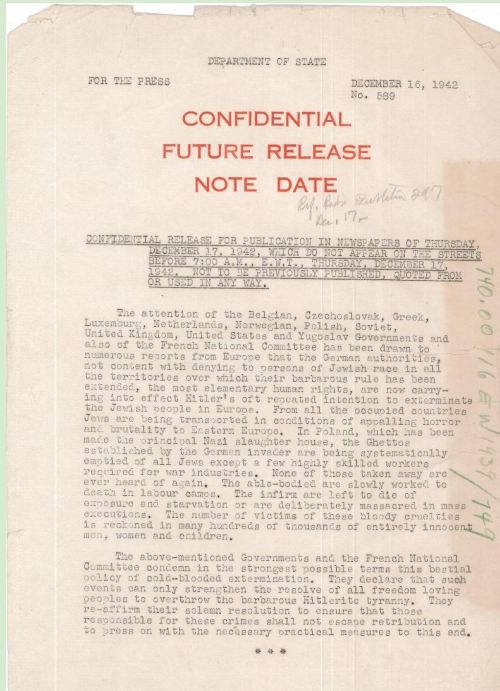 DEPARTMENT OF STATE
FOR THE PRESS
DECEMBER 16, 1942
No. 589
CONFIDENTIAL
FUTURE RELEASE
NOTE DATE
Bulletin 297
Dec. 17
CONFIDENTIAL RELEASE FOR PUBLICATION IN NEWSPAPERS OF THURSDAY,
DECEMBER 17, 1942, WHICH DO NOT APPEAR ON THE STREETS
BEFORE 7:00 A.M., E.W.T., THURSDAY, DECEMBER 17,
1942. NOT TO BE PREVIOUSLY PUBLISHED, QUOTED FROM
OR USED IN ANY WAY.
The attention of the Belgian, Czechoslovak, Greek,
Luxemburg, Netherlands, Norwegian, Polish, Soviet,
United Kingdom, United States and Yugoslav Governments and
also of the French National Committee has been drawn to
numerous reports from Europe that the German authorities,
not content with denying to persons of Jewish race in all
the territories over which their barbarous rule has been
extended, the most elementary human rights, are now carry-
ing into effect Hitler's oft repeated intention to exterminate
the Jewish people in Europe. From all the occupied countries
Jews are being transported in conditions of appalling horror
and brutality to Eastern Europe. In Poland, which has been
made the principal Nazi slaughter house, the Ghettos
established by the German invader are being systematically
emptied of all Jews except a few highly skilled workers
required for war industries. None of those taken away are
ever heard of again. The able-bodied are slowly worked to
death in labour camps. The infirm are left to die of
exposure and starvation or are deliberately massacred in mass
executions. The number of victims of these bloody cruelties
is reckoned in many hundreds of thousands of entirely innocent
men, women and children.
The above-mentioned Governments and the French National
Committee condemn in the strongest possible terms this bestial
policy of cold-blooded extermination. They declare that such
events can only strengthen the resolve of all freedom loving
peoples to overthrow the barbarous Hitlerite tyranny. They
re-affirm their solemn resolution to ensure that those
responsible for these crimes shall not escape retribution and
to press on with the necessary practical measures to this end.
* * *
740.00116 EW 1939/749